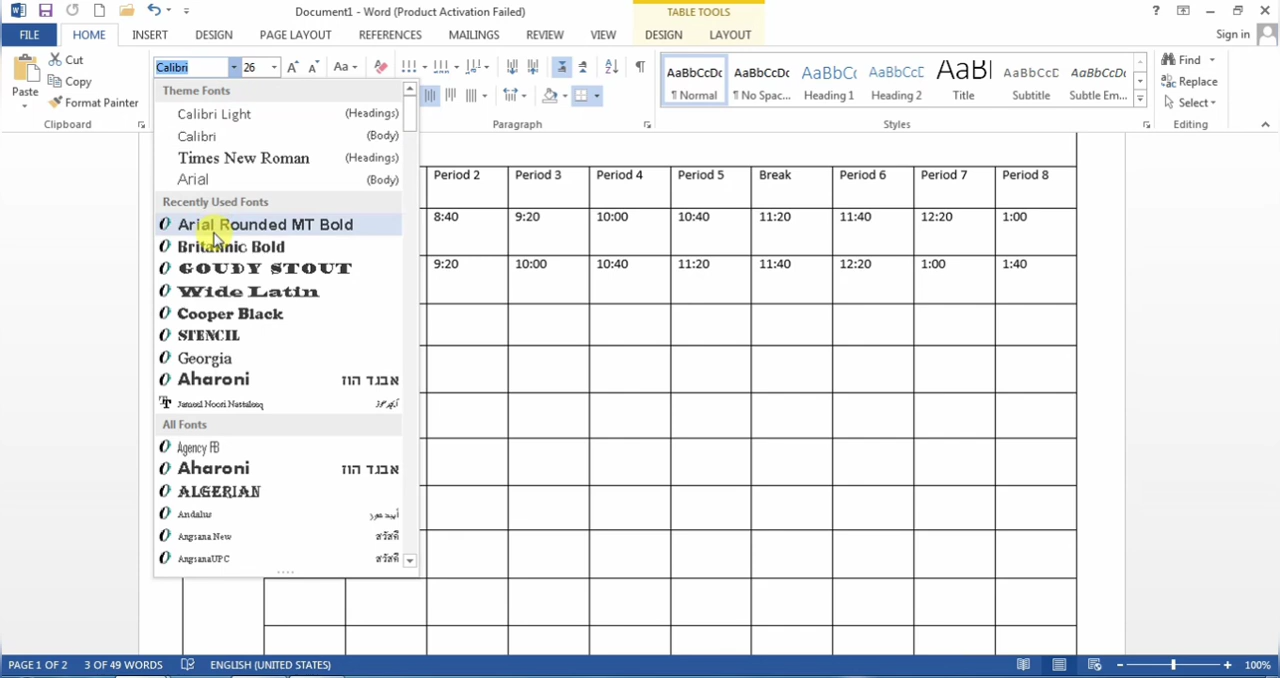 Document1 - Word (Product Activation Failed)
TABLE TOOLS
?
FILE
HOME
INSERT
DESIGN
PAGE LAYOUT
REFERENCES
MAILINGS
REVIEW
VIEW
DESIGN
LAYOUT
Sign in
Paste
Cut
Copy
Format Painter
Clipboard
Calibri
26
Aa
Paragraph
AaBbCcDc
¶ Normal
AaBbCcDc
¶ No Spac...
AaBbCc
Heading 1
AaBbCcD
Heading 2
AaBl
Title
AaBbCcD
Subtitle
AaBbCcDc
Subtle Em...
Styles
Find
Replace
Select
Editing
Theme Fonts
Calibri Light (Headings)
Calibri (Body)
Times New Roman (Headings)
Arial (Body)
Recently Used Fonts
Arial Rounded MT Bold
Britannic Bold
GOUDY STOUT
Wide Latin
Cooper Black
STENCIL
Georgia
Aharoni אבגד הוז
Jameel Noori Nastaleeq
All Fonts
Agency FB
Aharoni אבגד הוז
ALGERIAN
Andalus أبجد هوز
Angsana New สวัสดี
AngsanaUPC สวัสดี
Period 2 Period 3 Period 4 Period 5 Break Period 6 Period 7 Period 8
8:40 9:20 10:00 10:40 11:20 11:40 12:20 1:00
9:20 10:00 10:40 11:20 11:40 12:20 1:00 1:40
PAGE 1 OF 2
3 OF 49 WORDS
ENGLISH (UNITED STATES)
100%